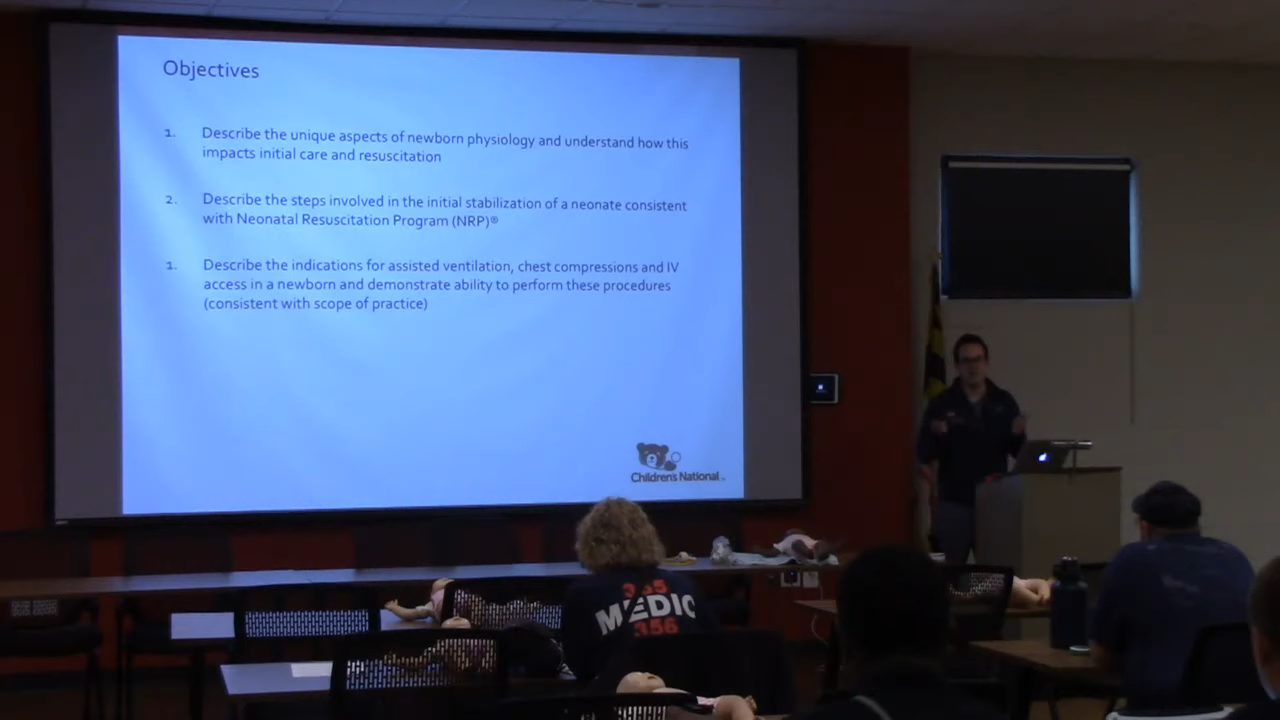 Objectives
1. Describe the unique aspects of newborn physiology and understand how this
impacts initial care and resuscitation
2. Describe the steps involved in the initial stabilization of a neonate consistent
with Neonatal Resuscitation Program (NRP)®
1. Describe the indications for assisted ventilation, chest compressions and IV
access in a newborn and demonstrate ability to perform these procedures
(consistent with scope of practice)
Children's National
MEDIC
356